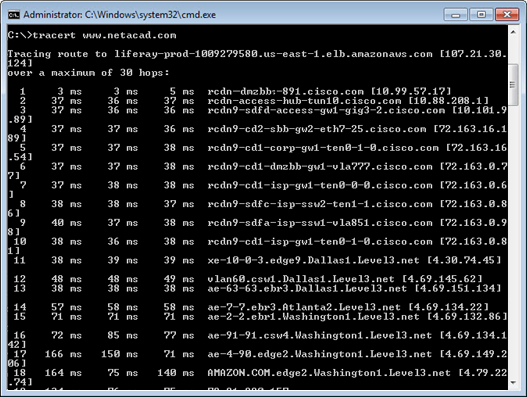 Administrator: C:\Windows\system32\cmd.exe
C:\>tracert www.netacad.com
Tracing route to liferay-prod-1009279580.us-east-1.elb.amazonaws.com [107.21.30.
124]
over a maximum of 30 hops:
1 3 ms 3 ms 5 ms rcdn-dmzbb1-891.cisco.com [10.99.57.17]
2 37 ms 36 ms 37 ms rcdn-access-hub-tun10.cisco.com [10.88.208.1]
3 37 ms 36 ms 36 ms rcdn9-sdfd-access-gw1-gig3-2.cisco.com [10.101.9
.89]
4 37 ms 37 ms 36 ms rcdn9-cd2-sbb-gw2-eth7-25.cisco.com [72.163.16.1
89]
5 37 ms 37 ms 38 ms rcdn9-cd1-corp-gw1-ten0-1-0.cisco.com [72.163.16
.54]
6 37 ms 37 ms 38 ms rcdn9-cd1-dmzbb-gw1-vla777.cisco.com [72.163.0.7
7]
7 37 ms 38 ms 38 ms rcdn9-cd1-isp-gw1-ten0-0-0.cisco.com [72.163.0.6
1]
8 38 ms 38 ms 37 ms rcdn9-sdfc-isp-ssw2-ten1-1.cisco.com [72.163.0.8
6]
9 40 ms 37 ms 38 ms rcdn9-sdfa-isp-ssw1-vla851.cisco.com [72.163.0.9
8]
10 38 ms 36 ms 38 ms rcdn9-cd1-isp-gw1-ten0-1-0.cisco.com [72.163.0.8
1]
11 38 ms 39 ms 39 ms xe-10-0-3.edge9.Dallas1.Level3.net [4.30.74.45]
12 48 ms 48 ms 49 ms vlan60.csw1.Dallas1.Level3.net [4.69.145.62]
13 38 ms 38 ms 38 ms ae-63-63.ebr3.Dallas1.Level3.net [4.69.151.134]
14 57 ms 58 ms 58 ms ae-7-7.ebr3.Atlanta2.Level3.net [4.69.134.22]
15 71 ms 71 ms 71 ms ae-2-2.ebr1.Washington1.Level3.net [4.69.132.86]
16 72 ms 85 ms 77 ms ae-91-91.csw4.Washington1.Level3.net [4.69.134.1
42]
17 166 ms 150 ms 71 ms ae-4-90.edge2.Washington1.Level3.net [4.69.149.2
06]
18 164 ms 75 ms 140 ms AMAZON.COM.edge2.Washington1.Level3.net [4.79.22
.74]